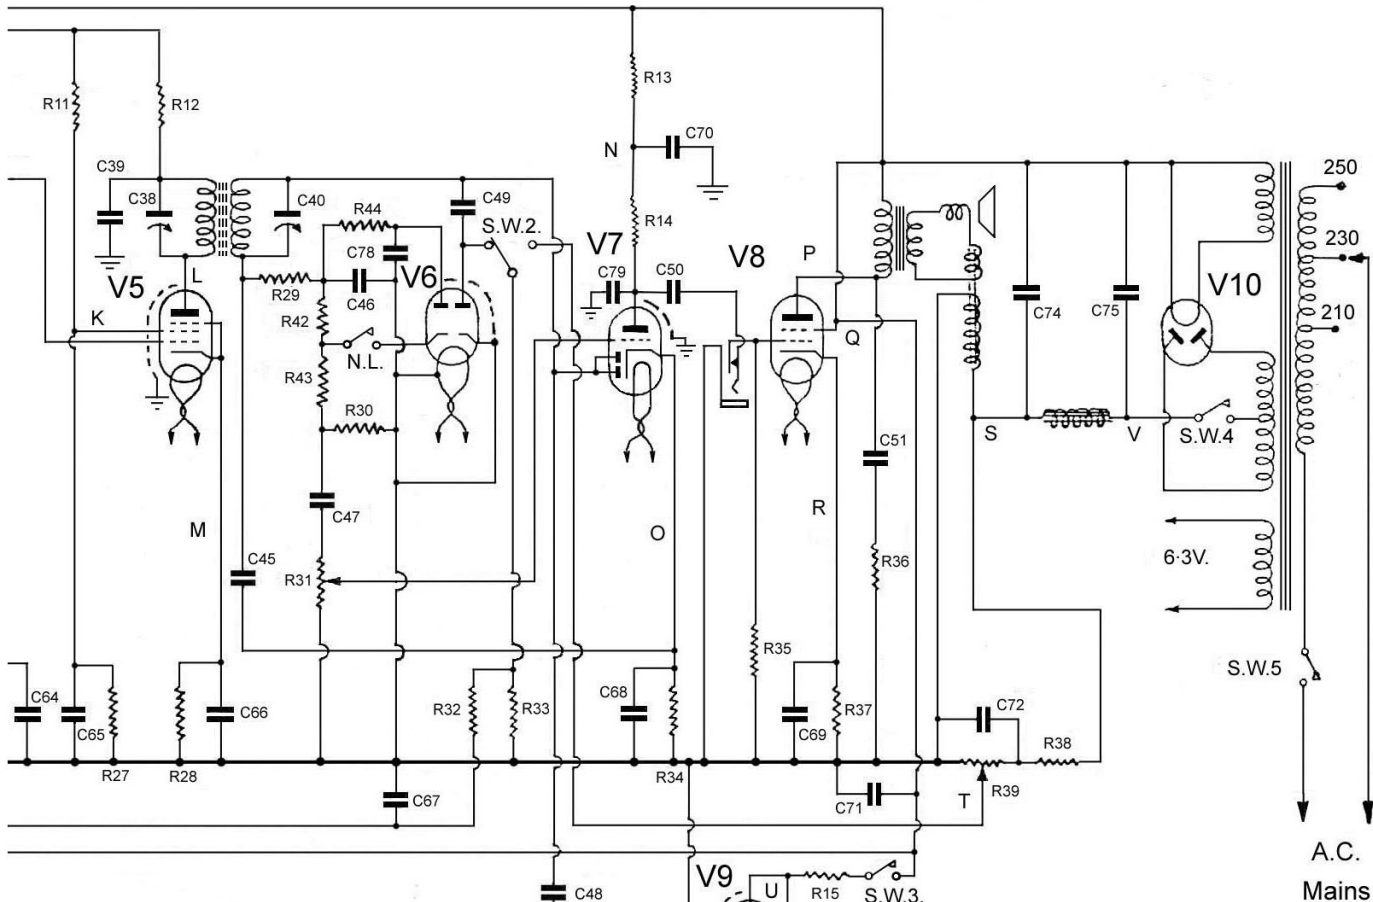 R13
C70
N
R11
R12
C39
C38
C40
R44
C49
S.W.2.
R14
250
230
210
V5
L
C78
V6
V7
C79
C50
V8
P
V10
R29
C46
K
R42
N.L.
R43
R30
Q
C74
C75
S
V
S.W.4
C47
M
C51
C45
R31
O
R
R36
6·3V.
R35
S.W.5
C64
C65
C66
R32
R33
C68
C69
R37
C72
R38
R27
R28
R34
C67
C71
T
R39
A.C.
Mains
V9
U
R15
S.W.3.
C48